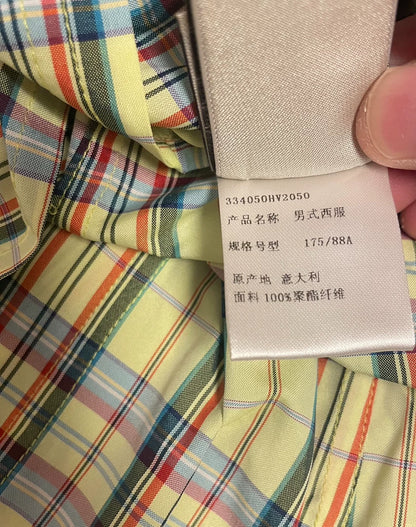 334050HV2050
产品名称 男式西服
规格号型 175/88A
原产地 意大利
面料 100%聚酯纤维